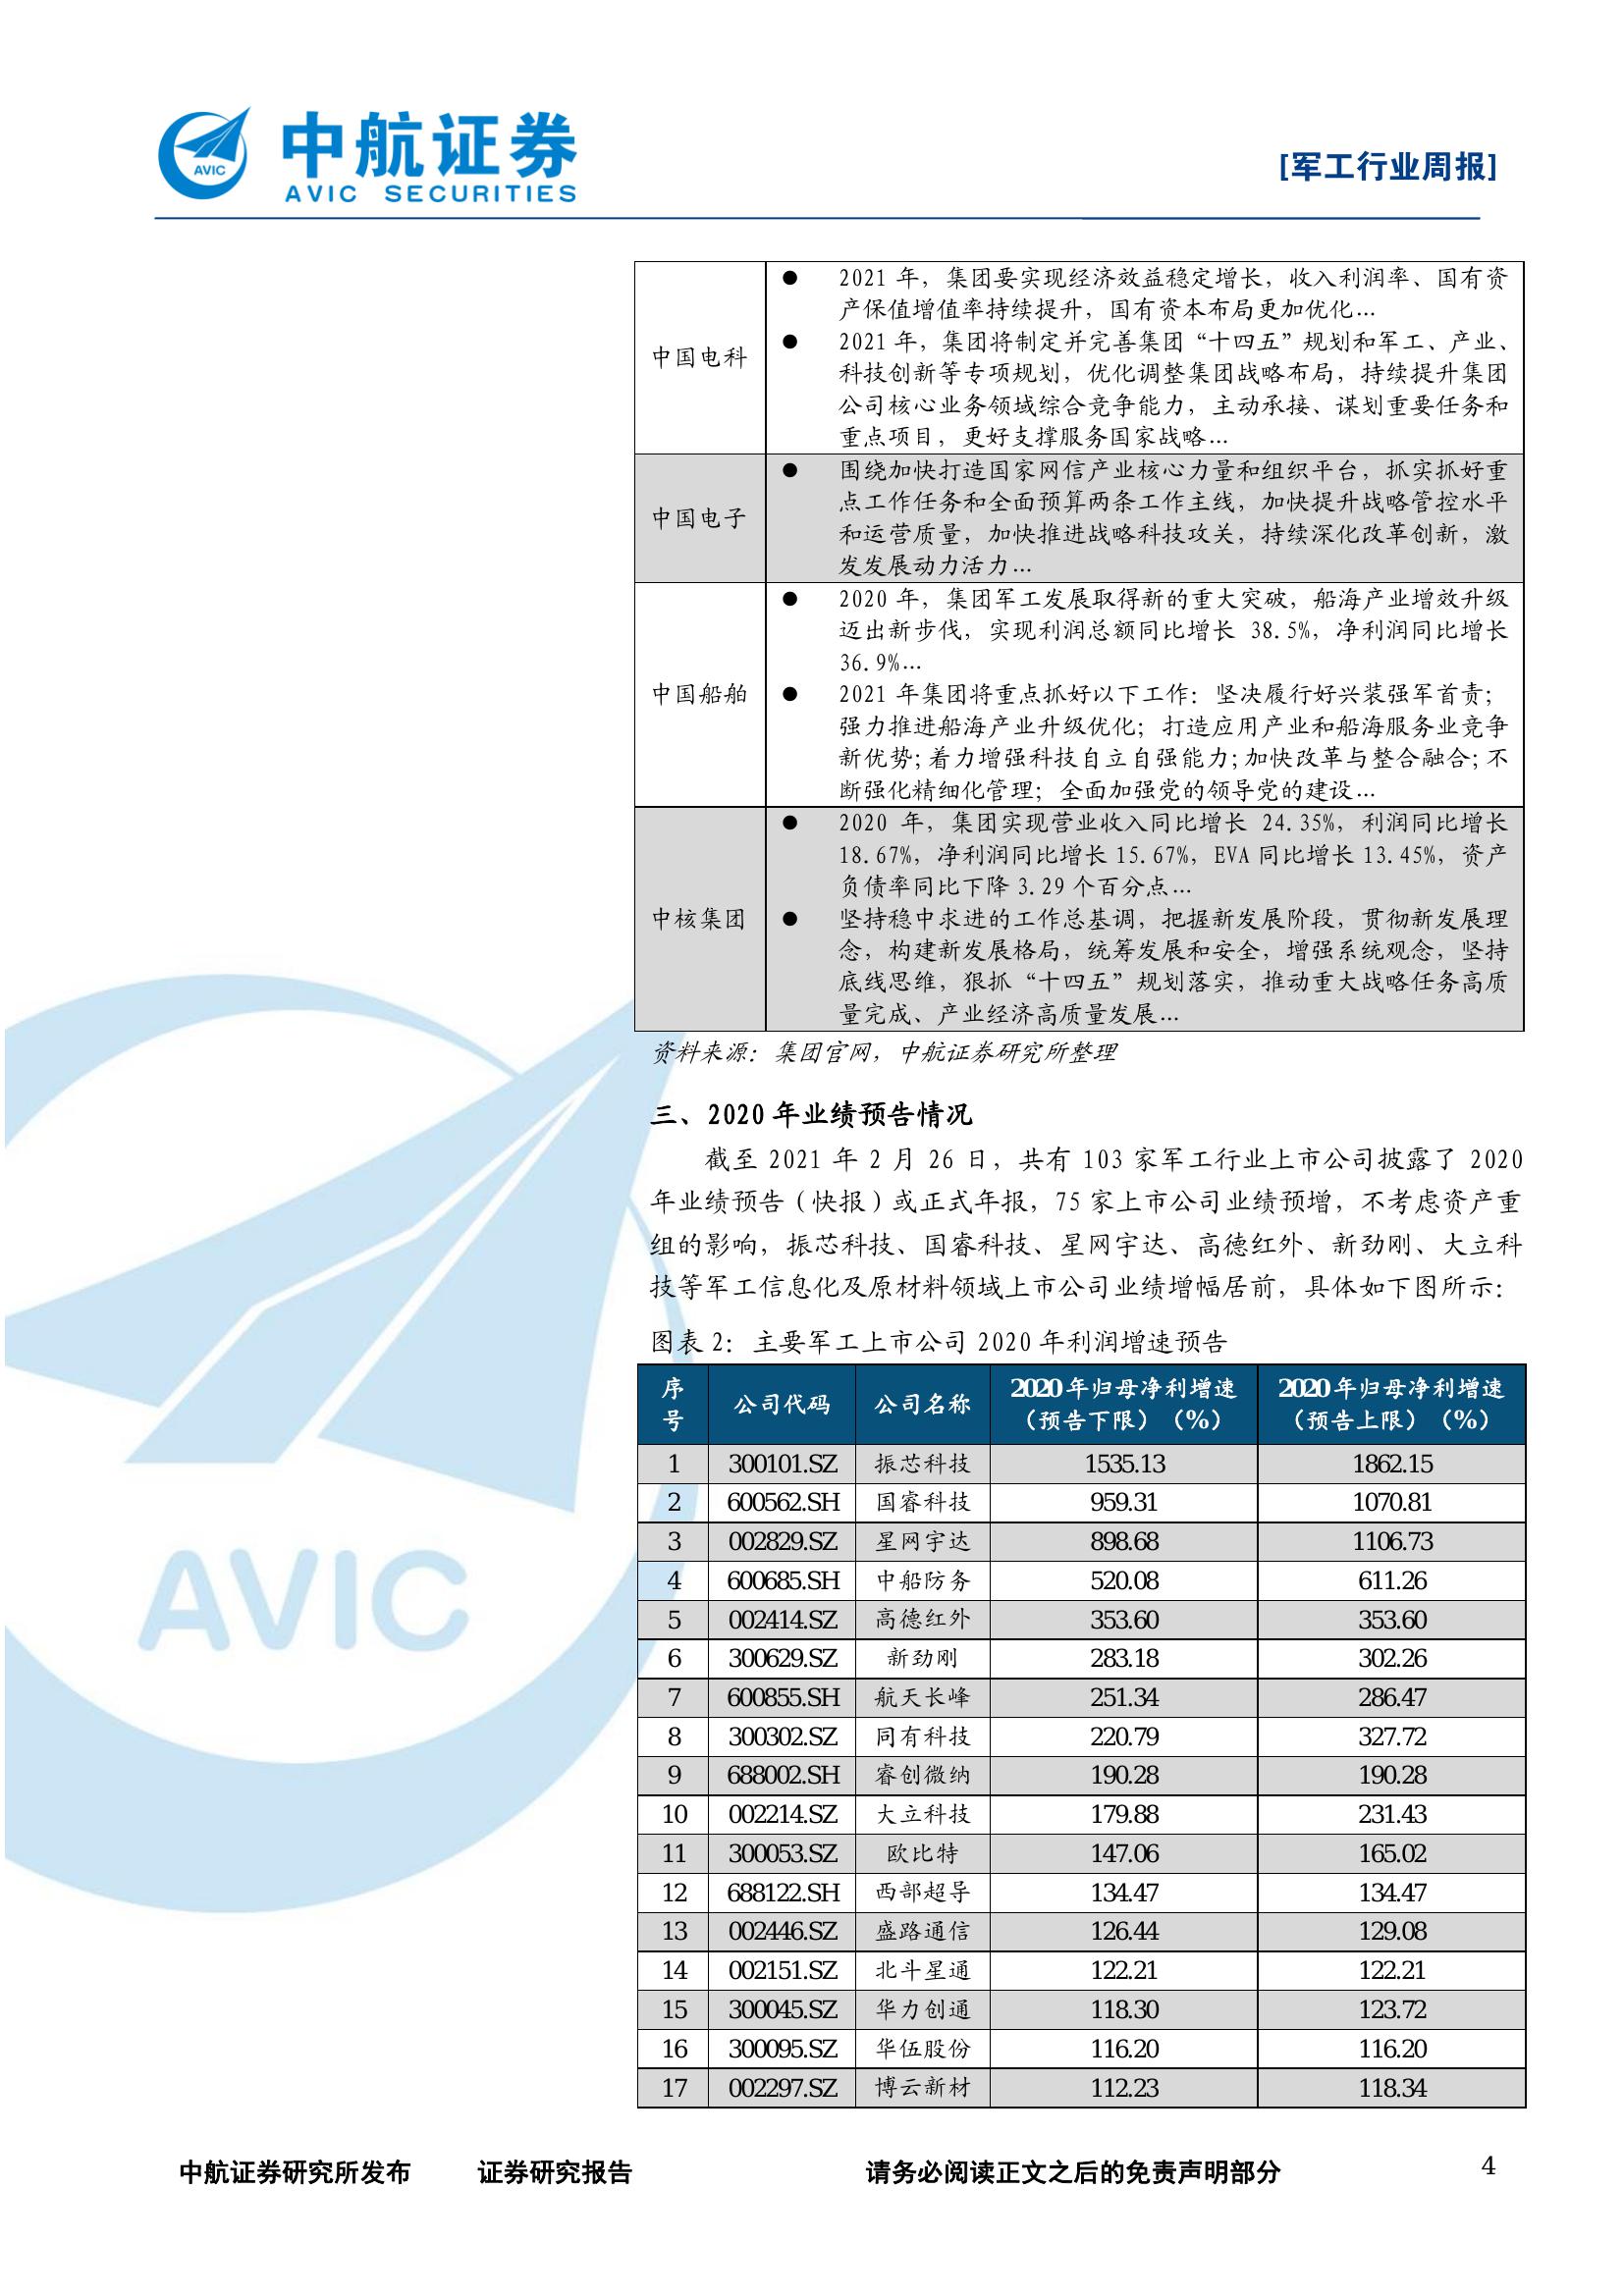 中航证券
AVIC SECURITIES
AVIC
[军工行业周报]
中国电科
● 2021 年，集团要实现经济效益稳定增长，收入利润率、国有资
产保值增值率持续提升，国有资本布局更加优化…
● 2021 年，集团将制定并完善集团“十四五”规划和军工、产业、
科技创新等专项规划，优化调整集团战略布局，持续提升集团
公司核心业务领域综合竞争能力，主动承接、谋划重要任务和
重点项目，更好支撑服务国家战略…
中国电子
● 围绕加快打造国家网信产业核心力量和组织平台，抓实抓好重
点工作任务和全面预算两条工作主线，加快提升战略管控水平
和运营质量，加快推进战略科技攻关，持续深化改革创新，激
发发展动力活力…
中国船舶
● 2020 年，集团军工发展取得新的重大突破，船海产业增效升级
迈出新步伐，实现利润总额同比增长 38.5%，净利润同比增长
36.9%…
● 2021 年集团将重点抓好以下工作：坚决履行好兴装强军首责；
强力推进船海产业升级优化；打造应用产业和船海服务业竞争
新优势；着力增强科技自立自强能力；加快改革与整合融合；不
断强化精细化管理；全面加强党的领导党的建设…
中核集团
● 2020 年，集团实现营业收入同比增长 24.35%，利润同比增长
18.67%，净利润同比增长 15.67%，EVA 同比增长 13.45%，资产
负债率同比下降 3.29 个百分点…
● 坚持稳中求进的工作总基调，把握新发展阶段，贯彻新发展理
念，构建新发展格局，统筹发展和安全，增强系统观念，坚持
底线思维，狠抓“十四五”规划落实，推动重大战略任务高质
量完成、产业经济高质量发展…
资料来源：集团官网，中航证券研究所整理
三、2020 年业绩预告情况
截至 2021 年 2 月 26 日，共有 103 家军工行业上市公司披露了 2020
年业绩预告（快报）或正式年报，75 家上市公司业绩预增，不考虑资产重
组的影响，振芯科技、国睿科技、星网宇达、高德红外、新劲刚、大立科
技等军工信息化及原材料领域上市公司业绩增幅居前，具体如下图所示：
图表 2：主要军工上市公司 2020 年利润增速预告
序号 公司代码 公司名称 2020年归母净利增速（预告下限）（%） 2020年归母净利增速（预告上限）（%）
1 300101.SZ 振芯科技 1535.13 1862.15
2 600562.SH 国睿科技 959.31 1070.81
3 002829.SZ 星网宇达 898.68 1106.73
4 600685.SH 中船防务 520.08 611.26
5 002414.SZ 高德红外 353.60 353.60
6 300629.SZ 新劲刚 283.18 302.26
7 600855.SH 航天长峰 251.34 286.47
8 300302.SZ 同有科技 220.79 327.72
9 688002.SH 睿创微纳 190.28 190.28
10 002214.SZ 大立科技 179.88 231.43
11 300053.SZ 欧比特 147.06 165.02
12 688122.SH 西部超导 134.47 134.47
13 002446.SZ 盛路通信 126.44 129.08
14 002151.SZ 北斗星通 122.21 122.21
15 300045.SZ 华力创通 118.30 123.72
16 300095.SZ 华伍股份 116.20 116.20
17 002297.SZ 博云新材 112.23 118.34
AVIC
中航证券研究所发布 证券研究报告 请务必阅读正文之后的免责声明部分 4